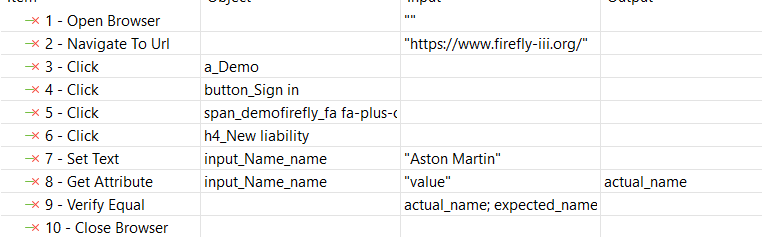 Item Object Input Output
1 - Open Browser ""
2 - Navigate To Url "https://www.firefly-iii.org/"
3 - Click a_Demo
4 - Click button_Sign in
5 - Click span_demofirefly_fa fa-plus-c
6 - Click h4_New liability
7 - Set Text input_Name_name "Aston Martin"
8 - Get Attribute input_Name_name "value" actual_name
9 - Verify Equal actual_name; expected_name
10 - Close Browser